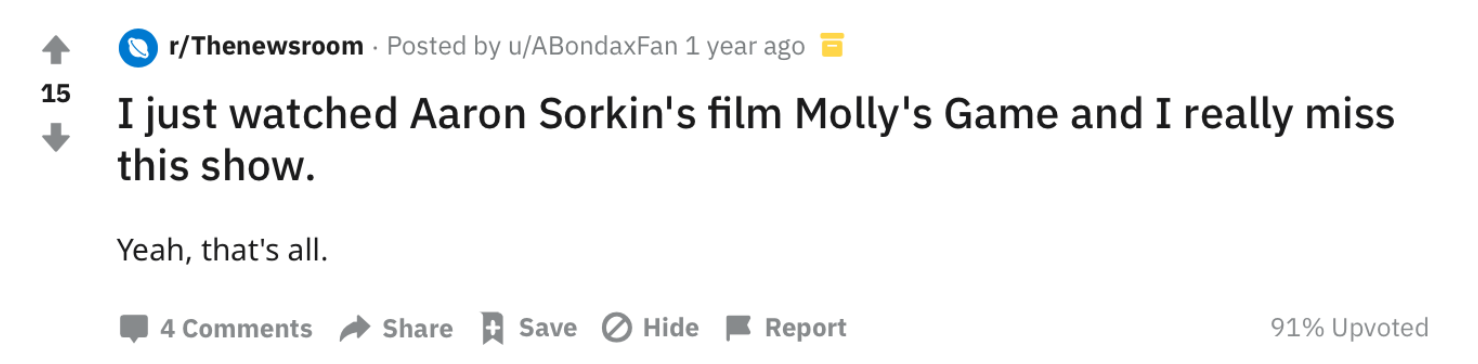 r/Thenewsroom · Posted by u/ABondaxFan 1 year ago
15
I just watched Aaron Sorkin's film Molly's Game and I really miss
this show.
Yeah, that's all.
4 Comments Share Save Hide Report 91% Upvoted